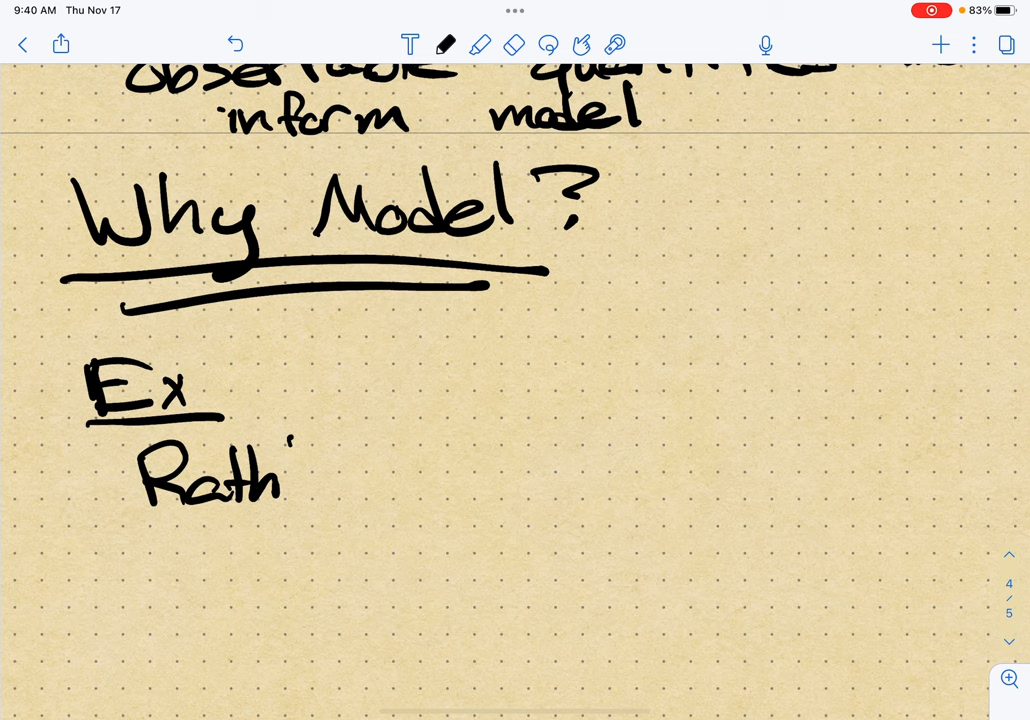 9:40 AM Thu Nov 17
83%
inform model
Why Model?
Ex
Rath'
4
/
5